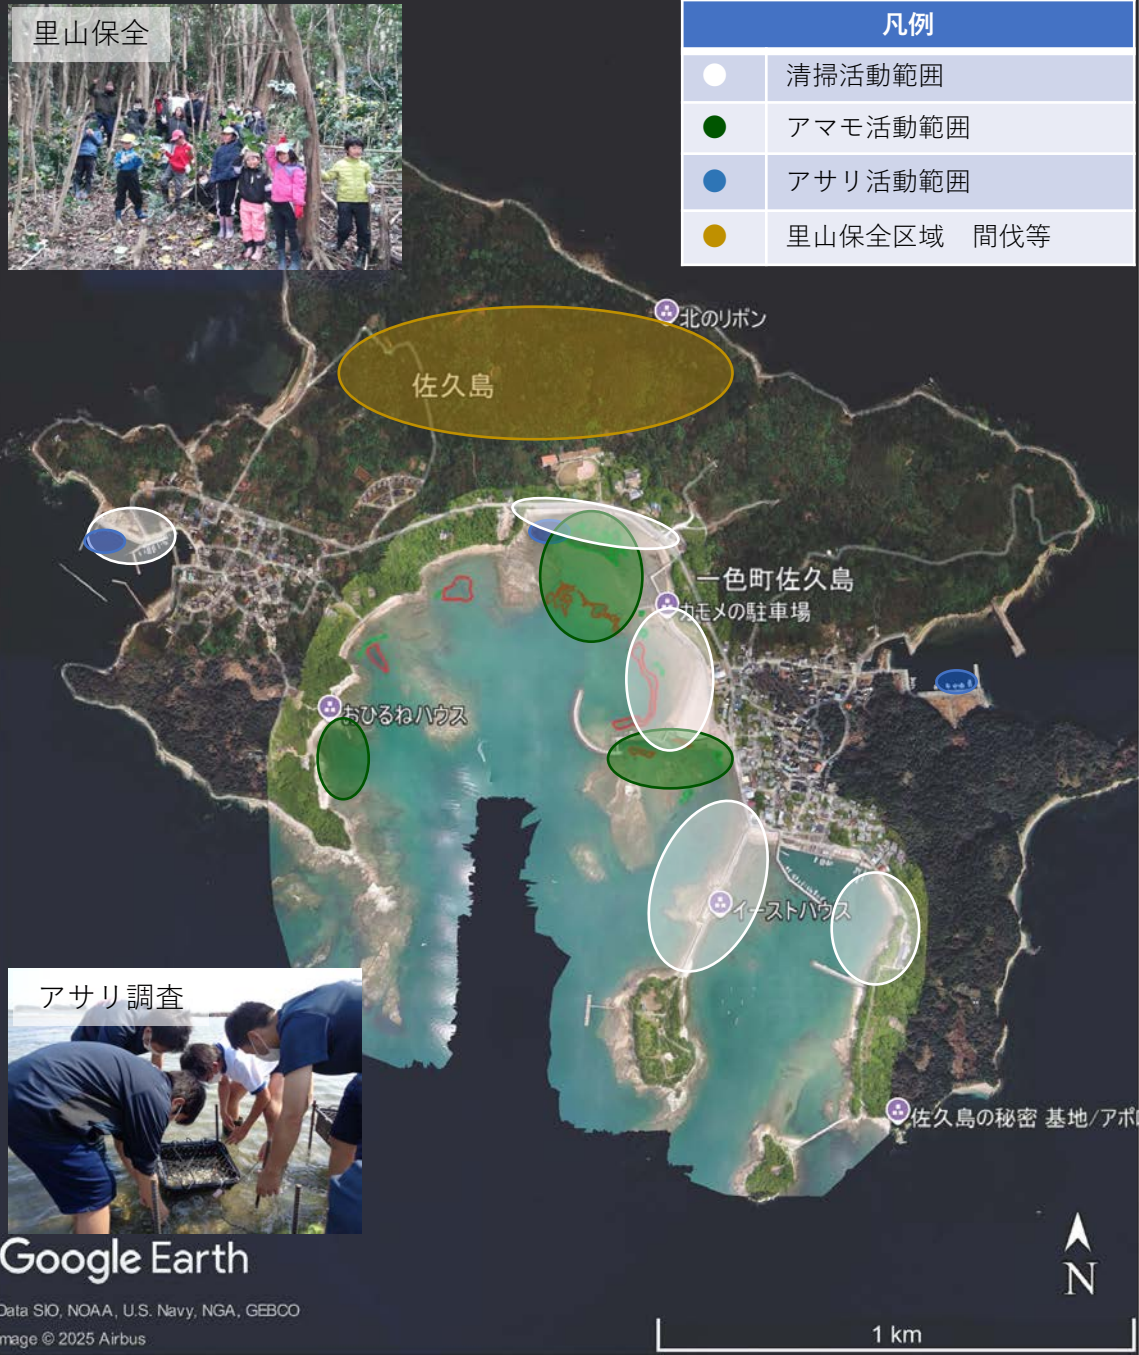 里山保全
凡例
清掃活動範囲
アマモ活動範囲
アサリ活動範囲
里山保全区域　間伐等
北のリボン
佐久島
一色町佐久島
カモメの駐車場
おひるねハウス
イーストハウス
アサリ調査
佐久島の秘密 基地/アポ
Google Earth
Data SIO, NOAA, U.S. Navy, NGA, GEBCO
mage © 2025 Airbus
N
1 km